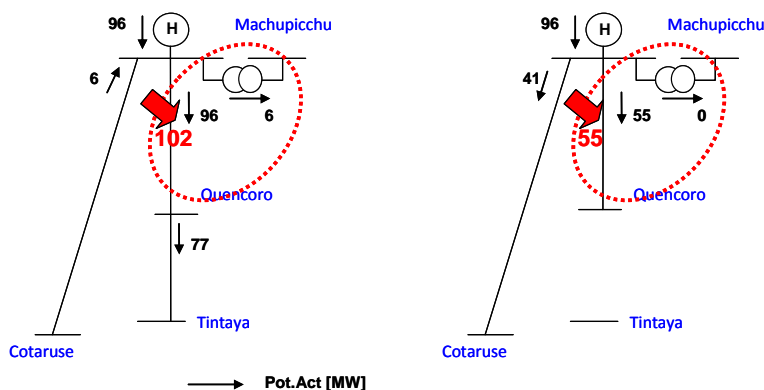 96
H
Machupicchu
6
96
6
102
Quencoro
77
Tintaya
Cotaruse
96
H
Machupicchu
41
55
0
55
Quencoro
Tintaya
Cotaruse
Pot.Act [MW]